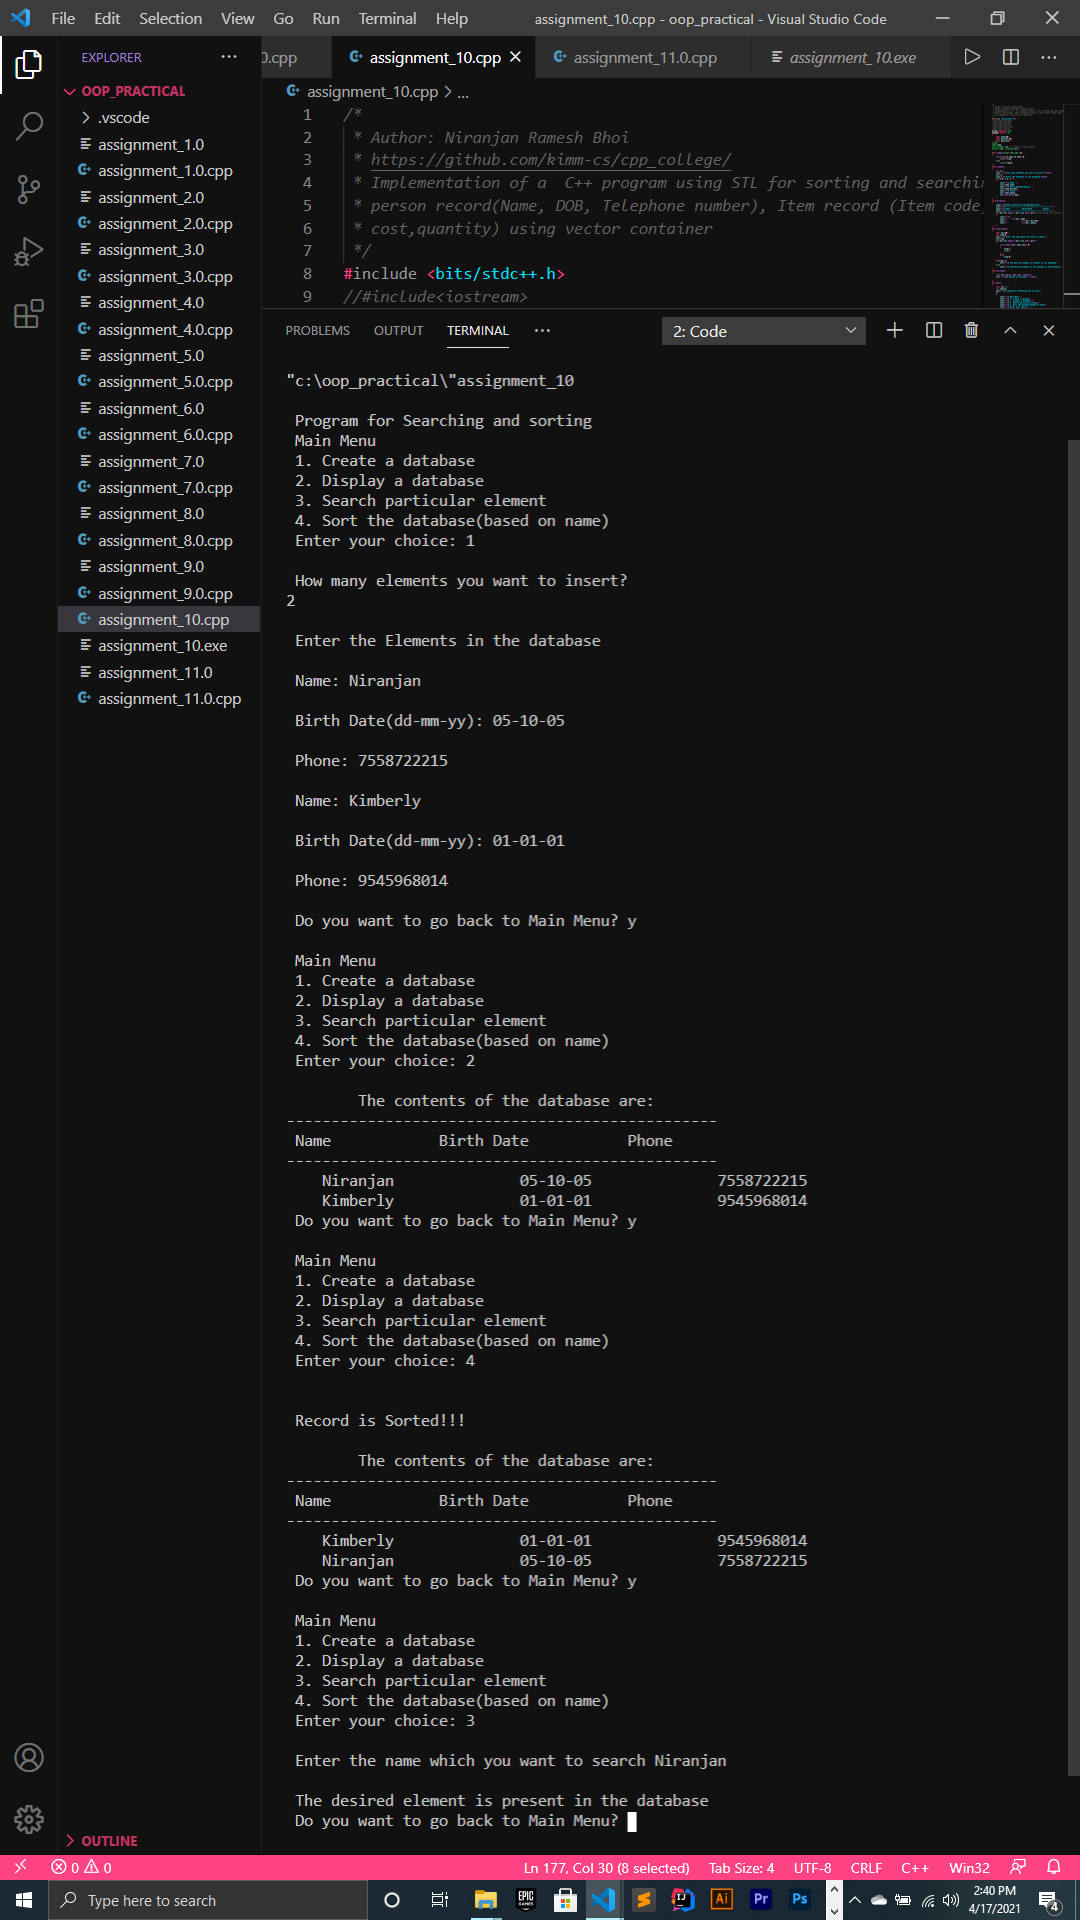 File Edit Selection View Go Run Terminal Help assignment_10.cpp - oop_practical - Visual Studio Code
EXPLORER ... 0.cpp assignment_10.cpp assignment_11.0.cpp assignment_10.exe ...
OOP_PRACTICAL
.vscode
assignment_1.0
assignment_1.0.cpp
assignment_2.0
assignment_2.0.cpp
assignment_3.0
assignment_3.0.cpp
assignment_4.0
assignment_4.0.cpp
assignment_5.0
assignment_5.0.cpp
assignment_6.0
assignment_6.0.cpp
assignment_7.0
assignment_7.0.cpp
assignment_8.0
assignment_8.0.cpp
assignment_9.0
assignment_9.0.cpp
assignment_10.cpp
assignment_10.exe
assignment_11.0
assignment_11.0.cpp
OUTLINE
assignment_10.cpp > ...
1 /*
2 * Author: Niranjan Ramesh Bhoi
3 * https://github.com/kimm-cs/cpp_college/
4 * Implementation of a C++ program using STL for sorting and searchi
5 * person record(Name, DOB, Telephone number), Item record (Item code
6 * cost,quantity) using vector container
7 */
8 #include <bits/stdc++.h>
9 //#include<iostream>
PROBLEMS OUTPUT TERMINAL ... 2: Code
"c:\oop_practical\"assignment_10
Program for Searching and sorting
Main Menu
1. Create a database
2. Display a database
3. Search particular element
4. Sort the database(based on name)
Enter your choice: 1
How many elements you want to insert?
2
Enter the Elements in the database
Name: Niranjan
Birth Date(dd-mm-yy): 05-10-05
Phone: 7558722215
Name: Kimberly
Birth Date(dd-mm-yy): 01-01-01
Phone: 9545968014
Do you want to go back to Main Menu? y
Main Menu
1. Create a database
2. Display a database
3. Search particular element
4. Sort the database(based on name)
Enter your choice: 2
The contents of the database are:
------------------------------------------------
Name Birth Date Phone
------------------------------------------------
Niranjan 05-10-05 7558722215
Kimberly 01-01-01 9545968014
Do you want to go back to Main Menu? y
Main Menu
1. Create a database
2. Display a database
3. Search particular element
4. Sort the database(based on name)
Enter your choice: 4
Record is Sorted!!!
The contents of the database are:
------------------------------------------------
Name Birth Date Phone
------------------------------------------------
Kimberly 01-01-01 9545968014
Niranjan 05-10-05 7558722215
Do you want to go back to Main Menu? y
Main Menu
1. Create a database
2. Display a database
3. Search particular element
4. Sort the database(based on name)
Enter your choice: 3
Enter the name which you want to search Niranjan
The desired element is present in the database
Do you want to go back to Main Menu?
0 0 Ln 177, Col 30 (8 selected) Tab Size: 4 UTF-8 CRLF C++ Win32
Type here to search EPIC GAMES IJ Ai Pr Ps 2:40 PM
4/17/2021 4